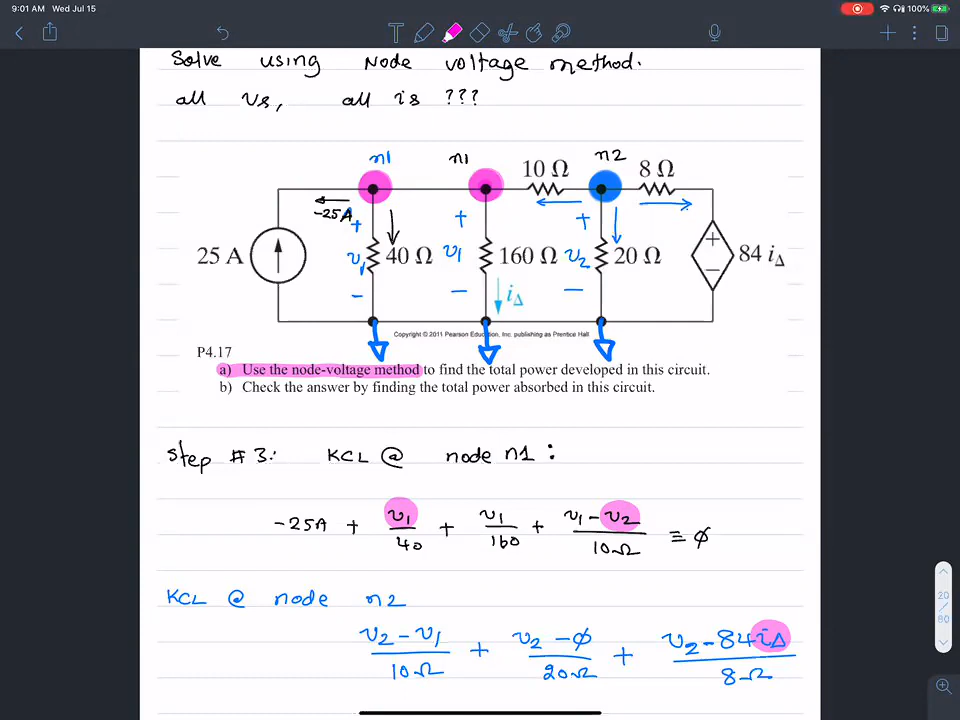 9:01 AM Wed Jul 15
100%
T
Solve using Node voltage method.
all vs, all is ???
n1 n1 10 Ω n2 8 Ω
-25A
+ + + +
25 A v1 40 Ω v1 160 Ω v2 20 Ω 84 iΔ
- - - -
iΔ
Copyright © 2011 Pearson Education, Inc. publishing as Prentice Hall
P4.17
a) Use the node-voltage method to find the total power developed in this circuit.
b) Check the answer by finding the total power absorbed in this circuit.
Step #3: KCL @ node n1 :
-25A + v1/40 + v1/160 + v1-v2/10Ω ≡ ϕ
KCL @ node n2
v2-v1/10Ω + v2-ϕ/20Ω + v2-84iΔ/8Ω
20
/
80